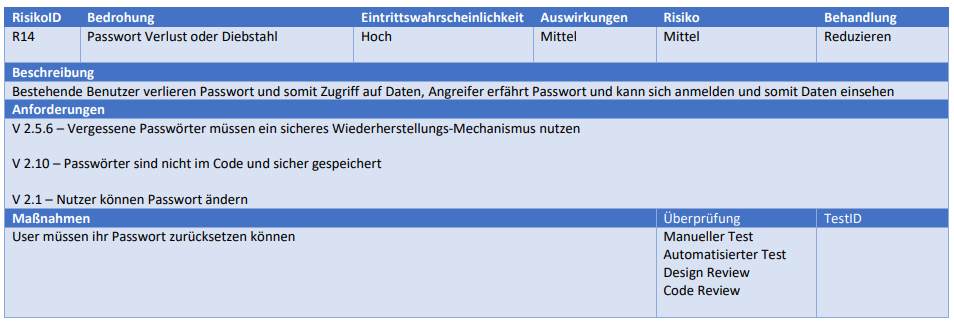 RisikoID Bedrohung Eintrittswahrscheinlichkeit Auswirkungen Risiko Behandlung
R14 Passwort Verlust oder Diebstahl Hoch Mittel Mittel Reduzieren
Beschreibung
Bestehende Benutzer verlieren Passwort und somit Zugriff auf Daten, Angreifer erfährt Passwort und kann sich anmelden und somit Daten einsehen
Anforderungen
V 2.5.6 – Vergessene Passwörter müssen ein sicheres Wiederherstellungs-Mechanismus nutzen
V 2.10 – Passwörter sind nicht im Code und sicher gespeichert
V 2.1 – Nutzer können Passwort ändern
Maßnahmen Überprüfung TestID
User müssen ihr Passwort zurücksetzen können Manueller Test
Automatisierter Test
Design Review
Code Review